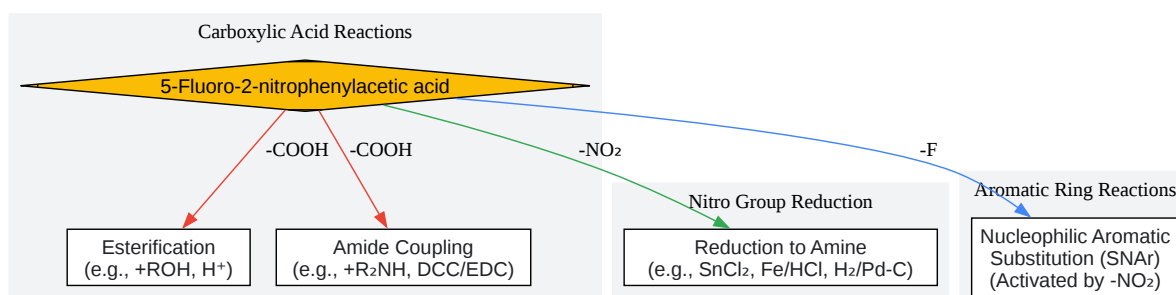 Carboxylic Acid Reactions
5-Fluoro-2-nitrophenylacetic acid
-COOH
-COOH
-NO₂
-F
Esterification
(e.g., +ROH, H⁺)
Amide Coupling
(e.g., +R₂NH, DCC/EDC)
Nitro Group Reduction
Reduction to Amine
(e.g., SnCl₂, Fe/HCl, H₂/Pd-C)
Aromatic Ring Reactions
Nucleophilic Aromatic
Substitution (SNAr)
(Activated by -NO₂)